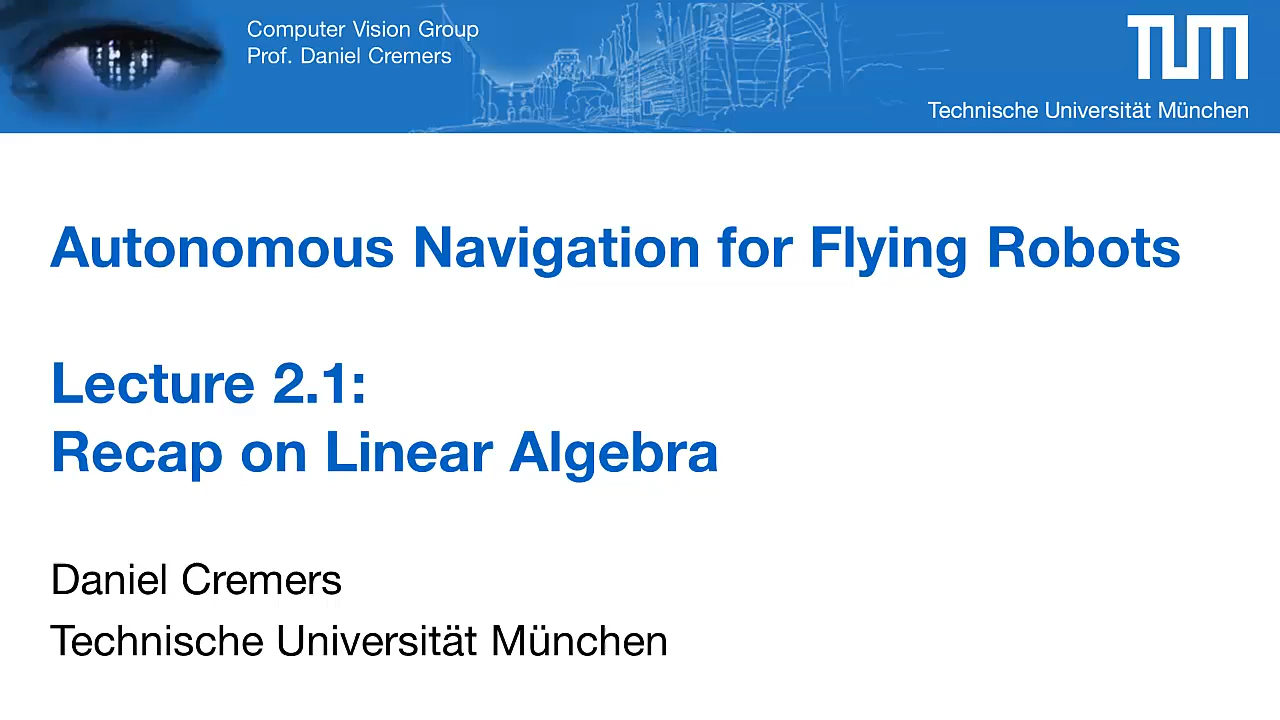 Computer Vision Group
Prof. Daniel Cremers
TUM
Technische Universität München
Autonomous Navigation for Flying Robots
Lecture 2.1:
Recap on Linear Algebra
Daniel Cremers
Technische Universität München